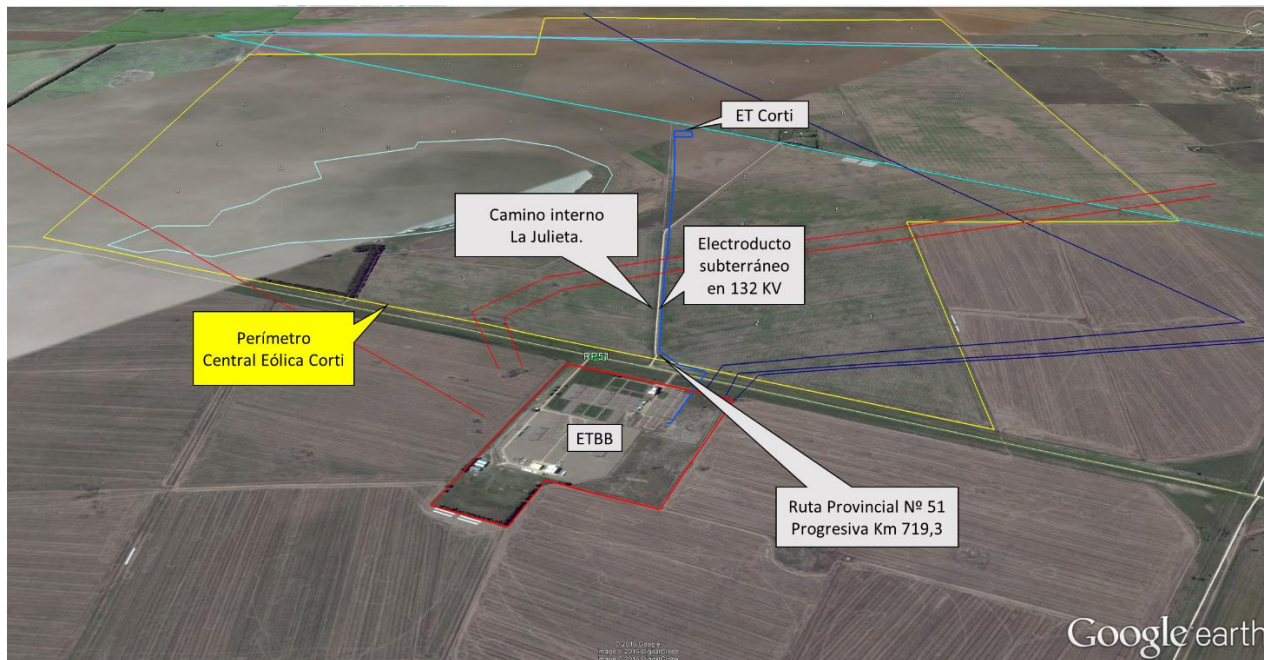 ET Corti
Camino interno
La Julieta.
Electroducto
subterráneo
en 132 KV
Perímetro
Central Eólica Corti
RP51
ETBB
Ruta Provincial Nº 51
Progresiva Km 719,3
Google earth